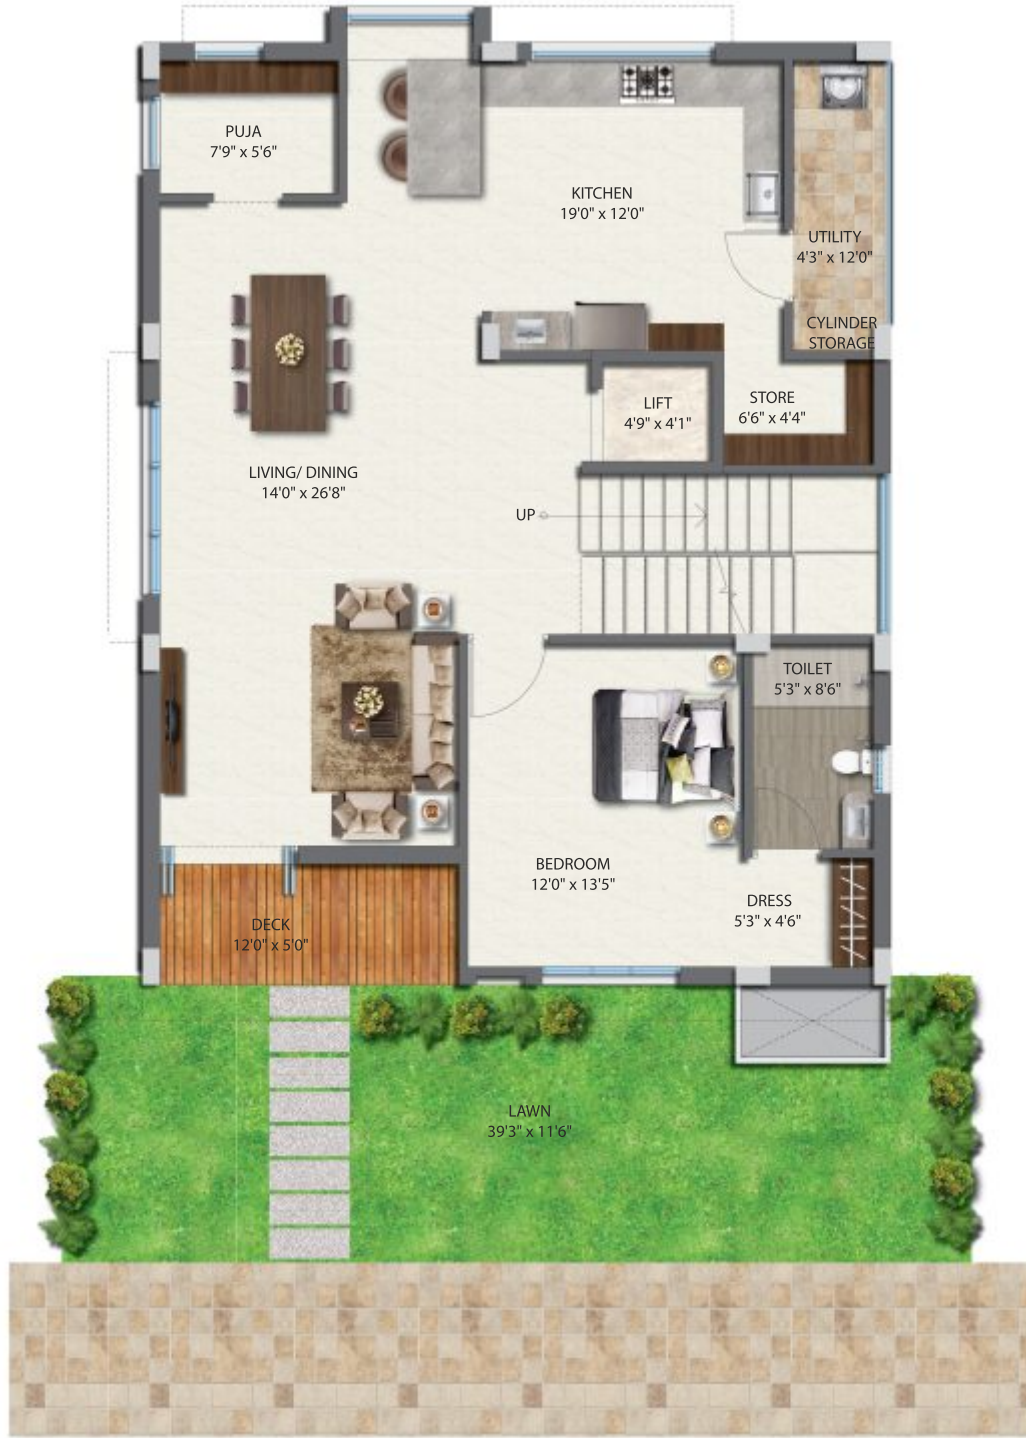 PUJA
7'9" x 5'6"
KITCHEN
19'0" x 12'0"
UTILITY
4'3" x 12'0"
CYLINDER
STORAGE
LIFT
4'9" x 4'1"
STORE
6'6" x 4'4"
LIVING/ DINING
14'0" x 26'8"
UP
TOILET
5'3" x 8'6"
BEDROOM
12'0" x 13'5"
DRESS
5'3" x 4'6"
DECK
12'0" x 5'0"
LAWN
39'3" x 11'6"